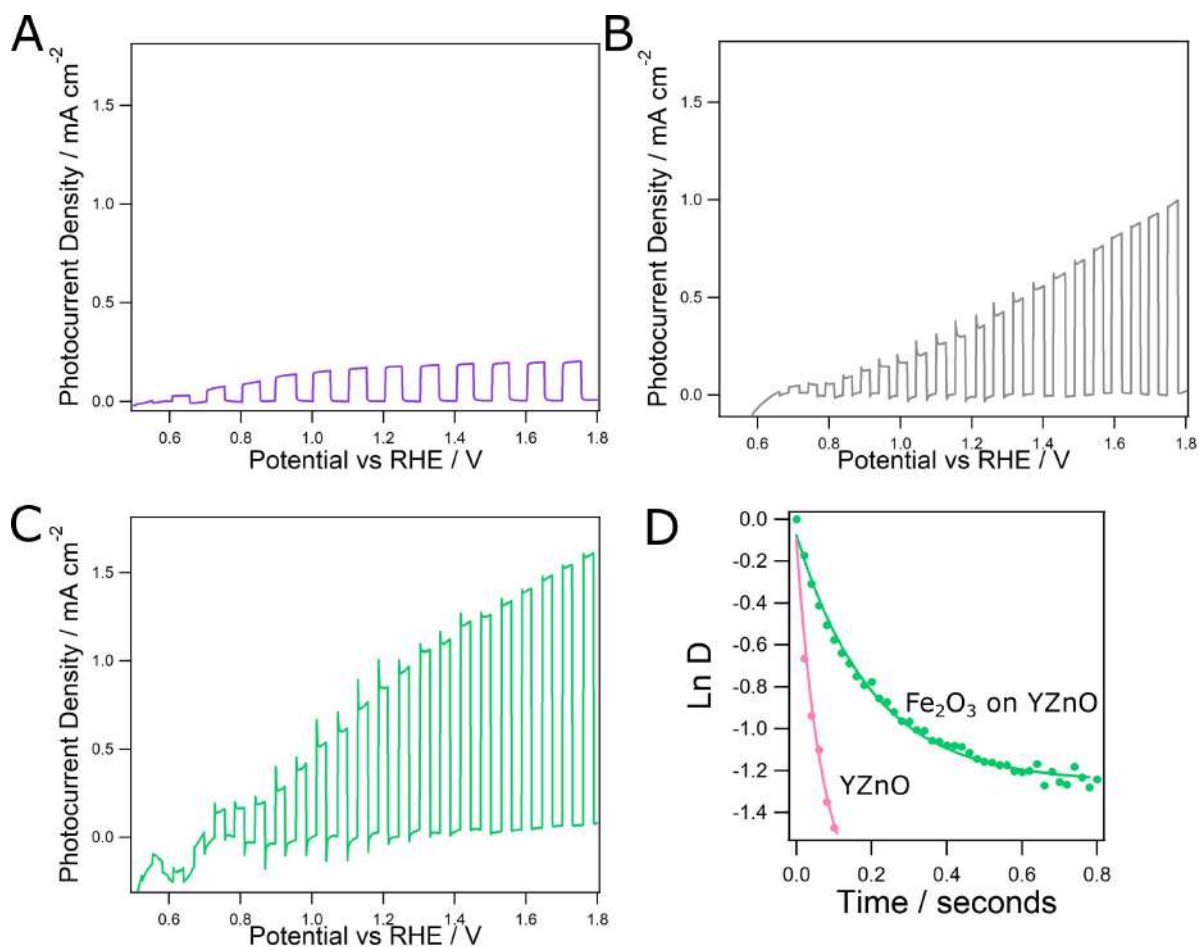 A
Photocurrent Density / mA cm⁻²
1.5
1.0
0.5
0.0
0.6 0.8 1.0 1.2 1.4 1.6 1.8
Potential vs RHE / V
B
Photocurrent Density / mA cm⁻²
1.5
1.0
0.5
0.0
0.6 0.8 1.0 1.2 1.4 1.6 1.8
Potential vs RHE / V
C
Photocurrent Density / mA cm⁻²
1.5
1.0
0.5
0.0
0.6 0.8 1.0 1.2 1.4 1.6 1.8
Potential vs RHE / V
D
Ln D
0.0
-0.2
-0.4
-0.6
-0.8
-1.0
-1.2
-1.4
Fe₂O₃ on YZnO
YZnO
0.0 0.2 0.4 0.6 0.8
Time / seconds